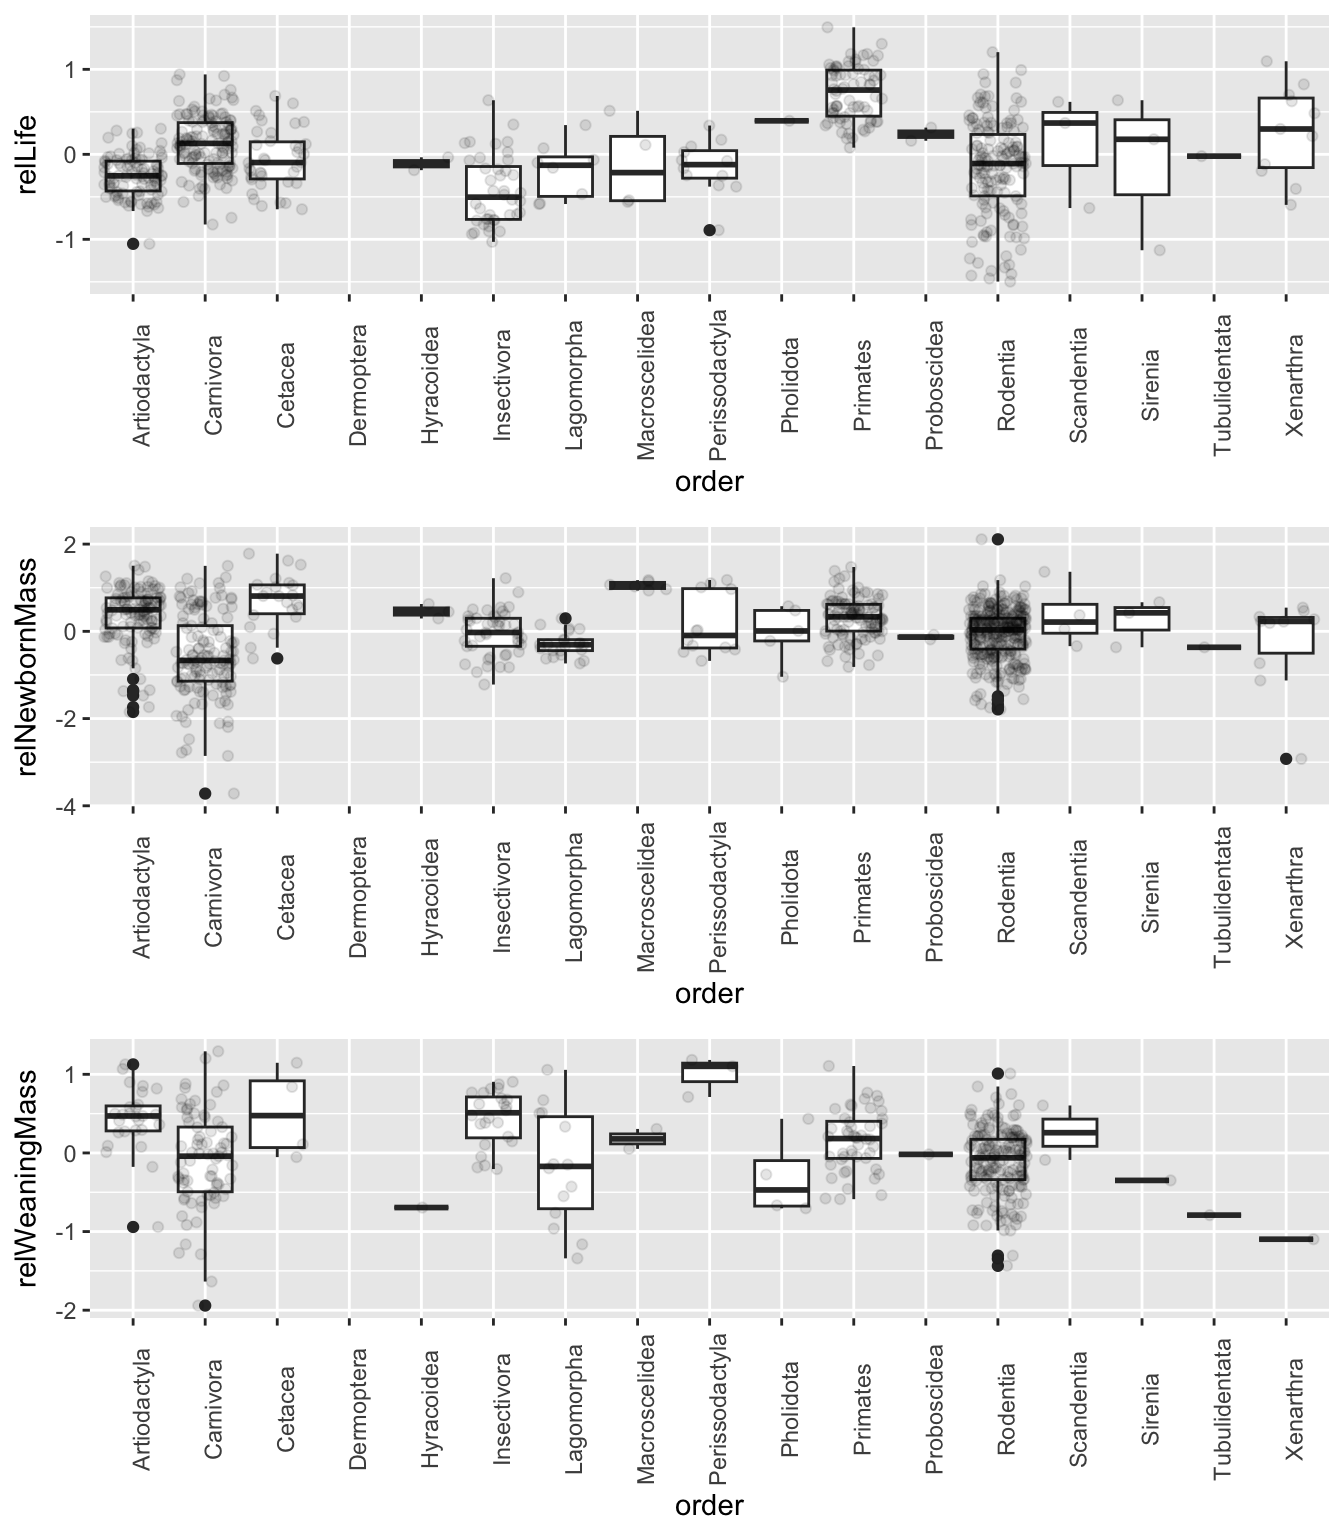 relLife
1
0
-1
Artiodactyla
Carnivora
Cetacea
Dermoptera
Hyracoidea
Insectivora
Lagomorpha
Macroscelidea
Perissodactyla
Pholidota
Primates
Proboscidea
Rodentia
Scandentia
Sirenia
Tubulidentata
Xenarthra
order
relNewbornMass
2
0
-2
-4
Artiodactyla
Carnivora
Cetacea
Dermoptera
Hyracoidea
Insectivora
Lagomorpha
Macroscelidea
Perissodactyla
Pholidota
Primates
Proboscidea
Rodentia
Scandentia
Sirenia
Tubulidentata
Xenarthra
order
relWeaningMass
1
0
-1
-2
Artiodactyla
Carnivora
Cetacea
Dermoptera
Hyracoidea
Insectivora
Lagomorpha
Macroscelidea
Perissodactyla
Pholidota
Primates
Proboscidea
Rodentia
Scandentia
Sirenia
Tubulidentata
Xenarthra
order